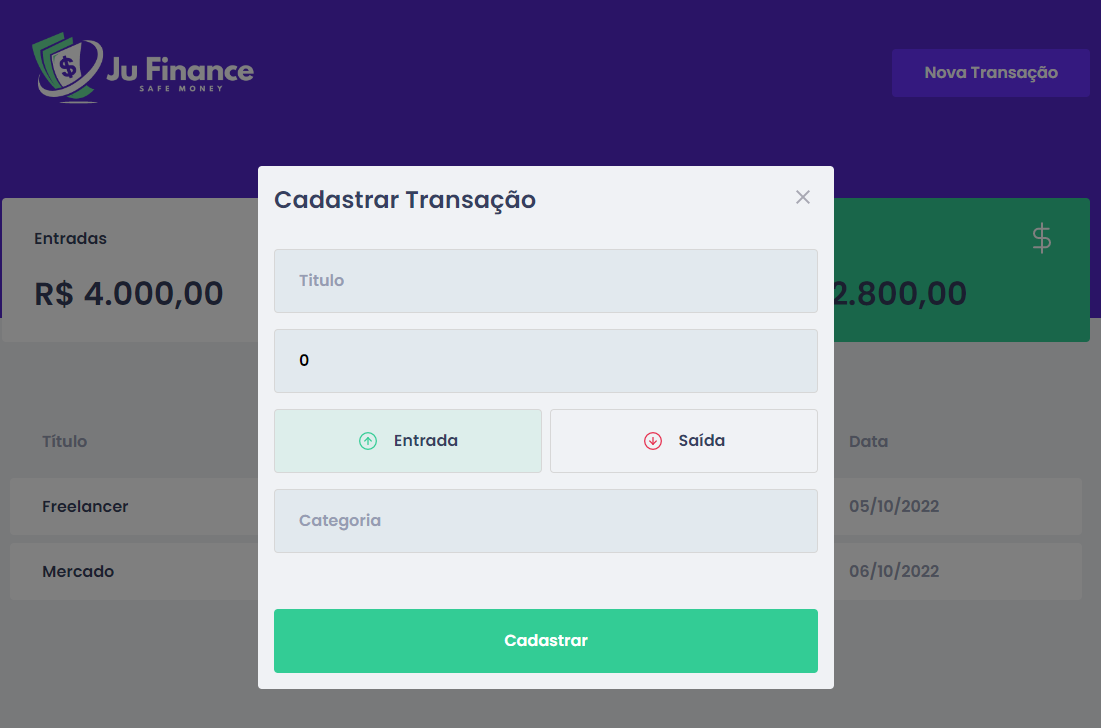 Ju Finance
SAFE MONEY
Nova Transação
Cadastrar Transação
Entradas
R$ 4.000,00
$
2.800,00
Titulo
0
Entrada
Saída
Categoria
Cadastrar
Título
Data
Freelancer
05/10/2022
Mercado
06/10/2022